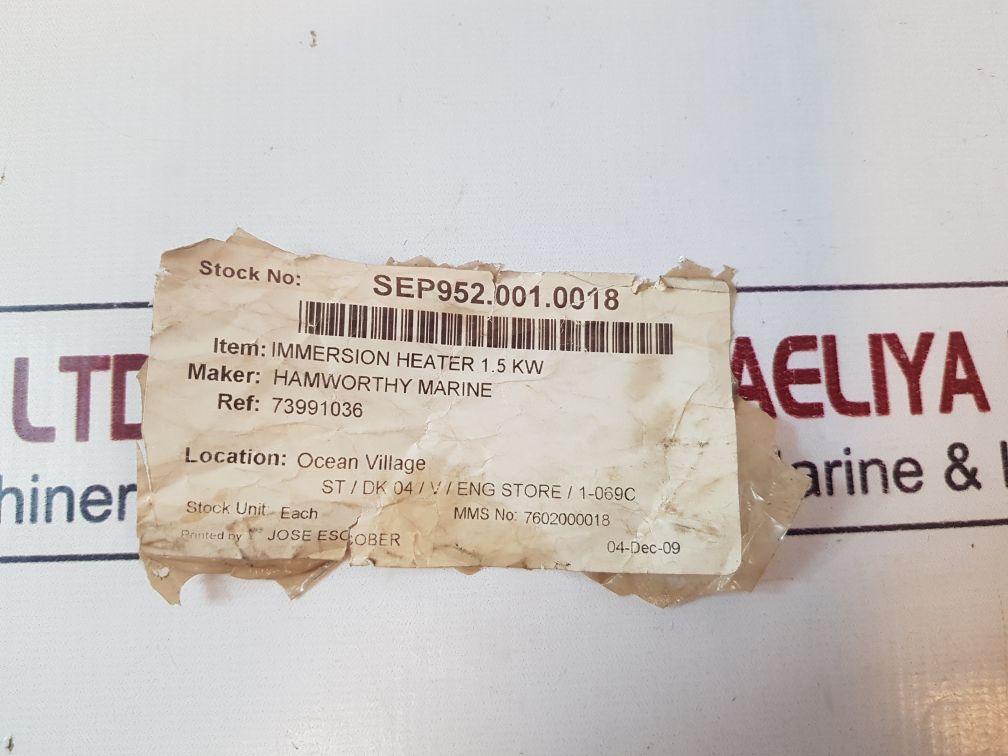 Stock No: SEP952.001.0018
Item: IMMERSION HEATER 1.5 KW
Maker: HAMWORTHY MARINE
Ref: 73991036
Location: Ocean Village
ST / DK 04 / V / ENG STORE / 1-069C
Stock Unit Each MMS No: 7602000018
Printed by JOSE ESCOBER 04-Dec-09
LTD AELIYA
hiner arine &